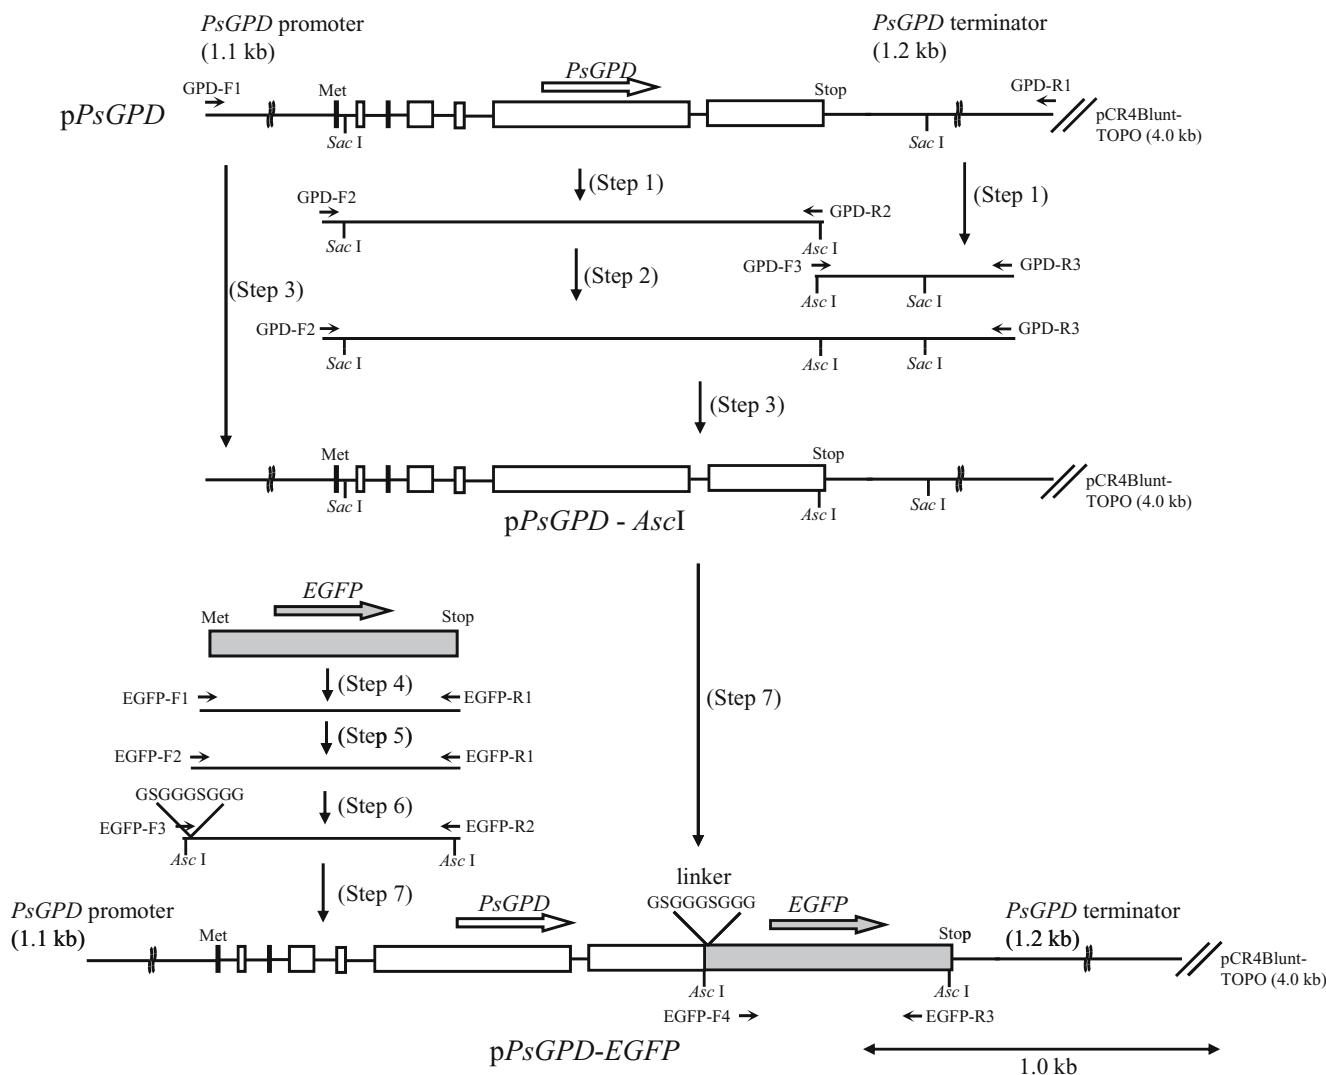 PsGPD promoter
(1.1 kb)
PsGPD terminator
(1.2 kb)
PsGPD
GPD-F1
Met
Stop
GPD-R1
pPsGPD
pCR4Blunt-
TOPO (4.0 kb)
Sac I
Sac I
(Step 1)
(Step 1)
GPD-F2
GPD-R2
Sac I
Asc I
(Step 2)
GPD-F3
GPD-R3
(Step 3)
Asc I
Sac I
GPD-F2
GPD-R3
Sac I
Asc I
Sac I
(Step 3)
Met
Stop
pCR4Blunt-
TOPO (4.0 kb)
Sac I
Asc I
Sac I
pPsGPD - AscI
EGFP
Met
Stop
(Step 4)
EGFP-F1
EGFP-R1
(Step 7)
(Step 5)
EGFP-F2
EGFP-R1
GSGGGSGGG
(Step 6)
EGFP-F3
EGFP-R2
Asc I
Asc I
(Step 7)
linker
GSGGGSGGG
PsGPD promoter
(1.1 kb)
PsGPD
EGFP
PsGPD terminator
(1.2 kb)
Met
Stop
pCR4Blunt-
TOPO (4.0 kb)
Asc I
Asc I
EGFP-F4
EGFP-R3
pPsGPD-EGFP
1.0 kb